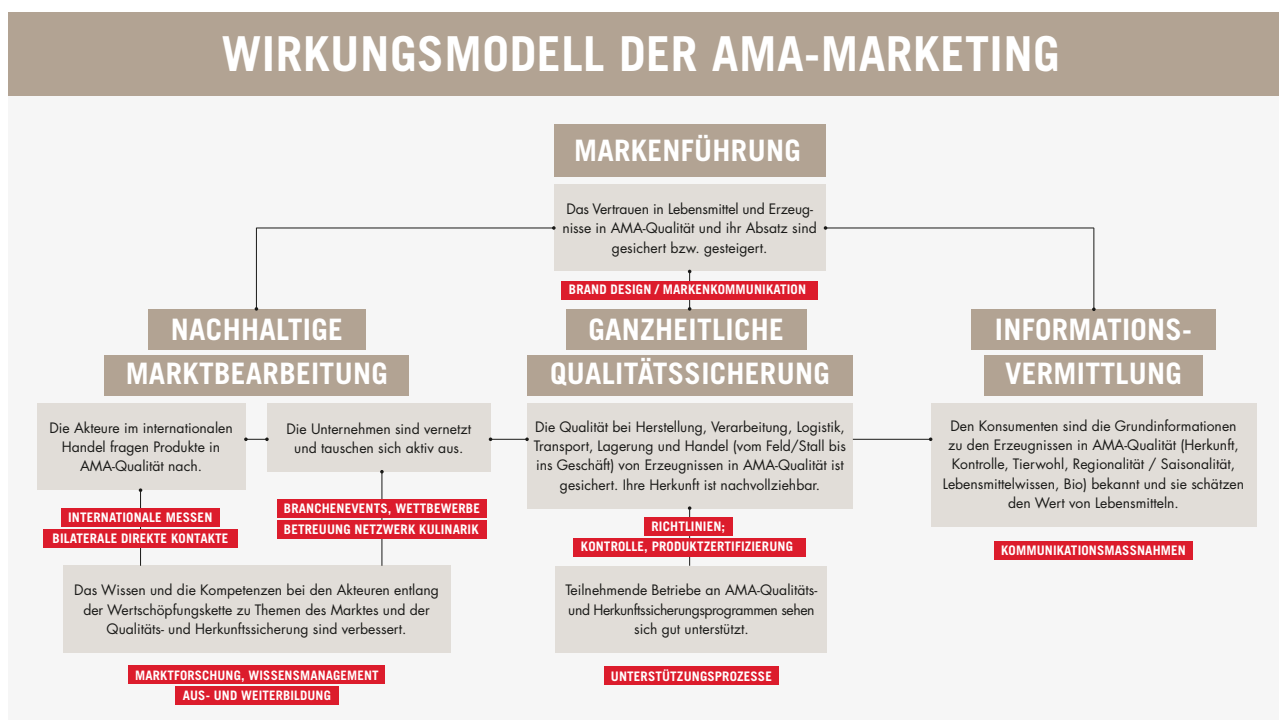 WIRKUNGSMODELL DER AMA-MARKETING
MARKENFÜHRUNG
Das Vertrauen in Lebensmittel und Erzeug-
nisse in AMA-Qualität und ihr Absatz sind
gesichert bzw. gesteigert.
BRAND DESIGN / MARKENKOMMUNIKATION
NACHHALTIGE
MARKTBEARBEITUNG
Die Akteure im internationalen
Handel fragen Produkte in
AMA-Qualität nach.
INTERNATIONALE MESSEN
BILATERALE DIREKTE KONTAKTE
Die Unternehmen sind vernetzt
und tauschen sich aktiv aus.
BRANCHENEVENTS, WETTBEWERBE
BETREUUNG NETZWERK KULINARIK
Das Wissen und die Kompetenzen bei den Akteuren entlang
der Wertschöpfungskette zu Themen des Marktes und der
Qualitäts- und Herkunftssicherung sind verbessert.
MARKTFORSCHUNG, WISSENSMANAGEMENT
AUS- UND WEITERBILDUNG
GANZHEITLICHE
QUALITÄTSSICHERUNG
Die Qualität bei Herstellung, Verarbeitung, Logistik,
Transport, Lagerung und Handel (vom Feld/Stall bis
ins Geschäft) von Erzeugnissen in AMA-Qualität ist
gesichert. Ihre Herkunft ist nachvollziehbar.
RICHTLINIEN;
KONTROLLE, PRODUKTZERTIFIZIERUNG
Teilnehmende Betriebe an AMA-Qualitäts-
und Herkunftssicherungsprogrammen sehen
sich gut unterstützt.
UNTERSTÜTZUNGSPROZESSE
INFORMATIONS-
VERMITTLUNG
Den Konsumenten sind die Grundinformationen
zu den Erzeugnissen in AMA-Qualität (Herkunft,
Kontrolle, Tierwohl, Regionalität / Saisonalität,
Lebensmittelwissen, Bio) bekannt und sie schätzen
den Wert von Lebensmitteln.
KOMMUNIKATIONSMASSNAHMEN